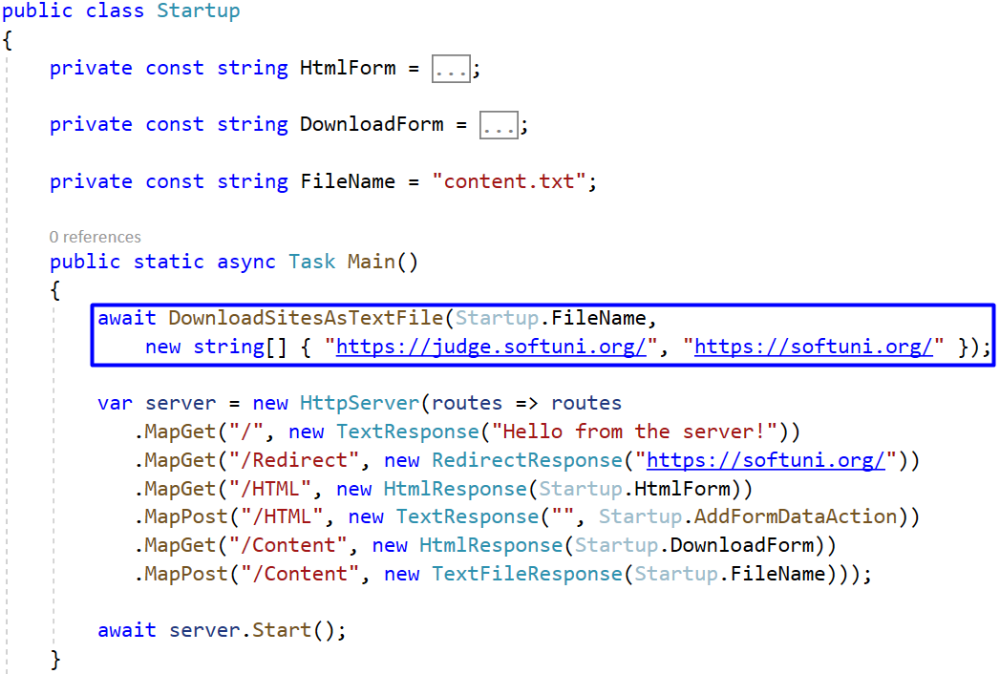 public class Startup
{
private const string HtmlForm = ...;
private const string DownloadForm = ...;
private const string FileName = "content.txt";
0 references
public static async Task Main()
{
await DownloadSitesAsTextFile(Startup.FileName,
new string[] { "https://judge.softuni.org/", "https://softuni.org/" });
var server = new HttpServer(routes => routes
.MapGet("/", new TextResponse("Hello from the server!"))
.MapGet("/Redirect", new RedirectResponse("https://softuni.org/"))
.MapGet("/HTML", new HtmlResponse(Startup.HtmlForm))
.MapPost("/HTML", new TextResponse("", Startup.AddFormDataAction))
.MapGet("/Content", new HtmlResponse(Startup.DownloadForm))
.MapPost("/Content", new TextFileResponse(Startup.FileName)));
await server.Start();
}